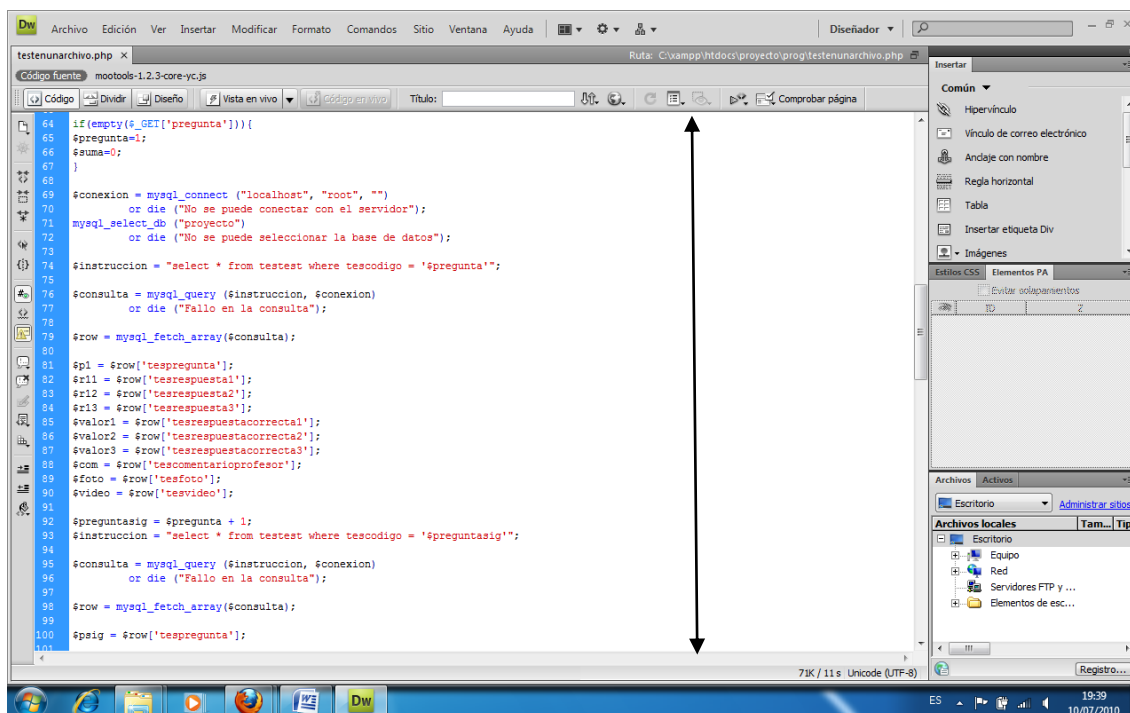 Dw Archivo Edición Ver Insertar Modificar Formato Comandos Sitio Ventana Ayuda Diseñador
testenunarchivo.php × Ruta: C:\xampp\htdocs\proyecto\prog\testenunarchivo.php
Código fuente mootools-1.2.3-core-yc.js
Código Dividir Diseño Vista en vivo Código en vivo Título: Comprobar página
64 if(empty($_GET['pregunta'])){
65 $pregunta=1;
66 $suma=0;
67 }
68
69 $conexion = mysql_connect ("localhost", "root", "")
70 or die ("No se puede conectar con el servidor");
71 mysql_select_db ("proyecto")
72 or die ("No se puede seleccionar la base de datos");
73
74 $instruccion = "select * from testest where tescodigo = '$pregunta'";
75
76 $consulta = mysql_query ($instruccion, $conexion)
77 or die ("Fallo en la consulta");
78
79 $row = mysql_fetch_array($consulta);
80
81 $p1 = $row['tespregunta'];
82 $r11 = $row['tesrespuesta1'];
83 $r12 = $row['tesrespuesta2'];
84 $r13 = $row['tesrespuesta3'];
85 $valor1 = $row['tesrespuestacorrecta1'];
86 $valor2 = $row['tesrespuestacorrecta2'];
87 $valor3 = $row['tesrespuestacorrecta3'];
88 $com = $row['tescomentarioprofesor'];
89 $foto = $row['tesfoto'];
90 $video = $row['tesvideo'];
91
92 $preguntasig = $pregunta + 1;
93 $instruccion = "select * from testest where tescodigo = '$preguntasig'";
94
95 $consulta = mysql_query ($instruccion, $conexion)
96 or die ("Fallo en la consulta");
97
98 $row = mysql_fetch_array($consulta);
99
100 $psig = $row['tespregunta'];
101
71K / 11 s Unicode (UTF-8)
Insertar
Común
Hipervínculo
Vínculo de correo electrónico
Anclaje con nombre
Regla horizontal
Tabla
Insertar etiqueta Div
Imágenes
Estilos CSS Elementos PA
Evitar solapamientos
ID Z
Archivos Activos
Escritorio Administrar sitios
Archivos locales Tam... Tip
Escritorio
Equipo
Red
Servidores FTP y ...
Elementos de esc...
Registro...
Dw
ES 19:39
10/07/2010